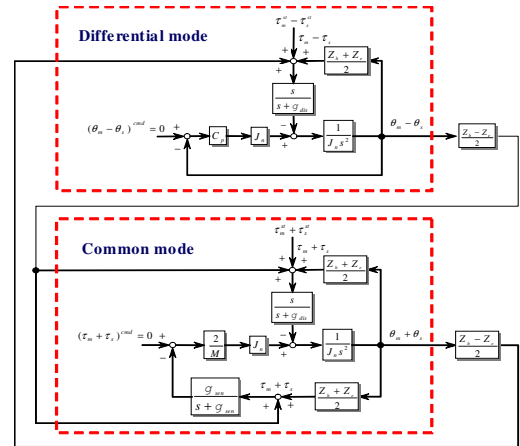 τ_m^ext − τ_s^ext
Differential mode
τ_m − τ_s
+ +
Z_h + Z_e
2
s
s + g_dis
(θ_m − θ_s)^cmd = 0
+
−
C_p
J_n
−
+
1
J_n s²
θ_m − θ_s
Z_h − Z_e
2
τ_m^ext + τ_s^ext
Common mode
τ_m + τ_s
+ +
Z_h + Z_e
2
s
s + g_dis
(τ_m + τ_s)^cmd = 0
+
−
2
M
J_n
−
+
1
J_n s²
θ_m + θ_s
Z_h − Z_e
2
g_sen
s + g_sen
τ_m + τ_s
+ +
Z_h + Z_e
2